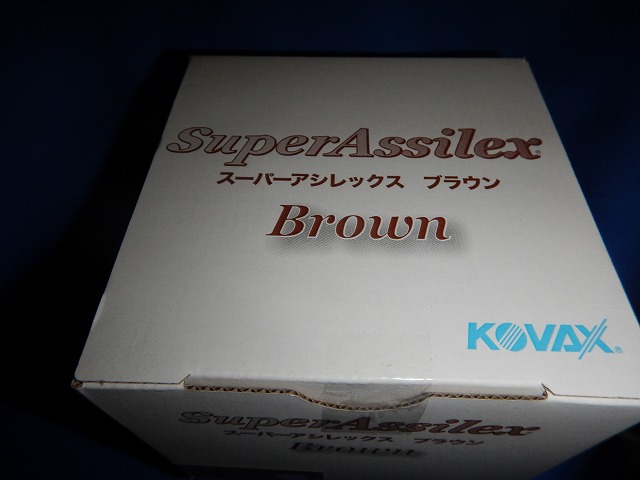 SuperAssilex®
スーパーアシレックス ブラウン
Brown
KOVAX®
SuperAssilex
スーパーアシレックス ブラウン
Brown